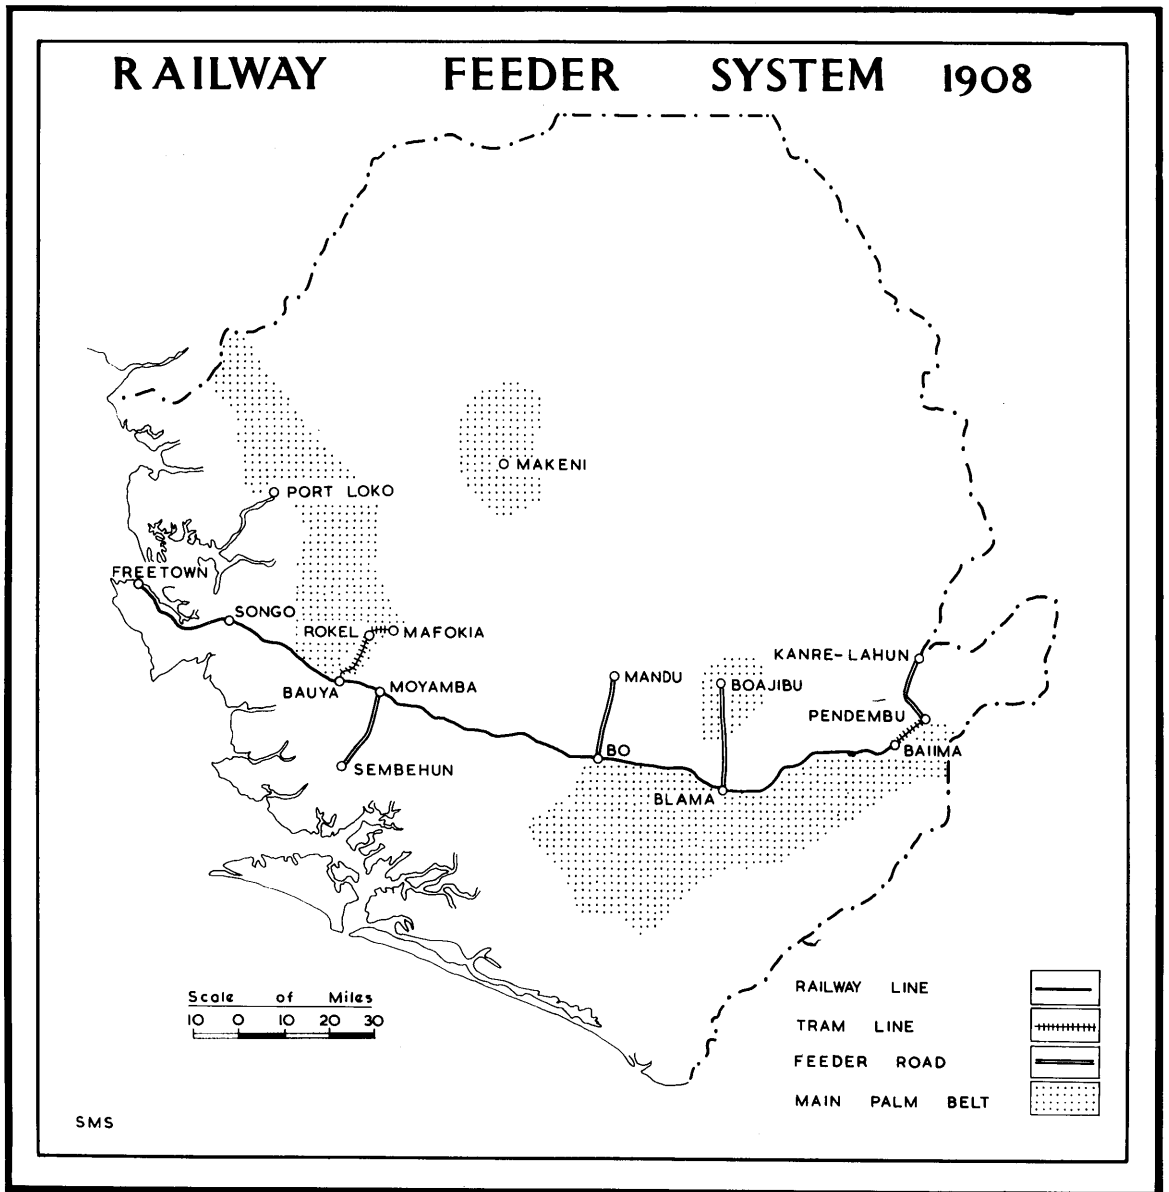 RAILWAY FEEDER SYSTEM 1908
MAKENI
PORT LOKO
FREETOWN
SONGO
ROKEL
MAFOKIA
KANRE-LAHUN
BAUYA
MOYAMBA
MANDU
BOAJIBU
PENDEMBU
BO
BAIIMA
SEMBEHUN
BLAMA
RAILWAY LINE
TRAM LINE
FEEDER ROAD
MAIN PALM BELT
Scale of Miles
10 0 10 20 30
SMS